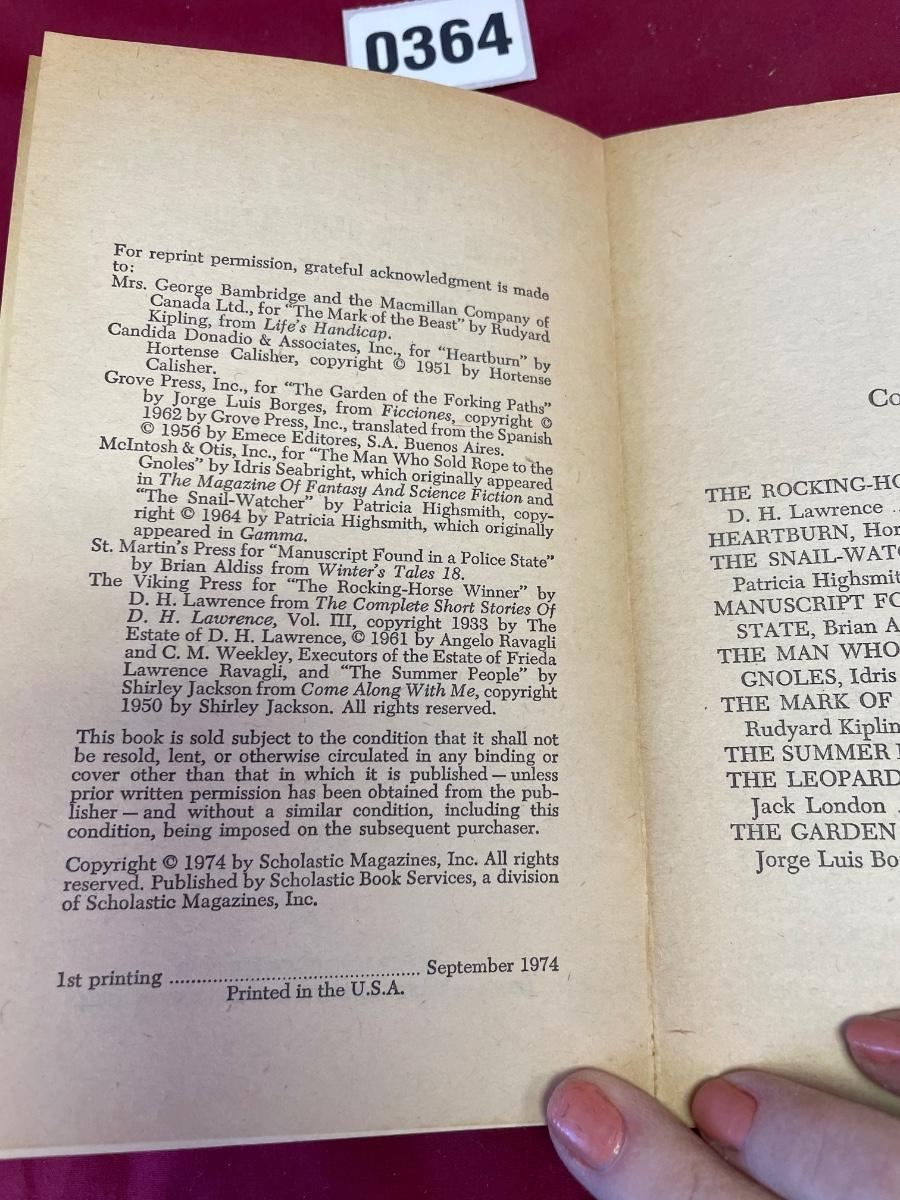 0364
For reprint permission, grateful acknowledgment is made
to:
Mrs. George Bambridge and the Macmillan Company of
Canada Ltd., for "The Mark of the Beast" by Rudyard
Kipling, from Life's Handicap.
Candida Donadio & Associates, Inc., for "Heartburn" by
Hortense Calisher, copyright © 1951 by Hortense
Calisher.
Grove Press, Inc., for "The Garden of the Forking Paths"
by Jorge Luis Borges, from Ficciones, copyright ©
1962 by Grove Press, Inc., translated from the Spanish
© 1956 by Emece Editores, S.A. Buenos Aires.
McIntosh & Otis, Inc., for "The Man Who Sold Rope to the
Gnoles" by Idris Seabright, which originally appeared
in The Magazine Of Fantasy And Science Fiction and
"The Snail-Watcher" by Patricia Highsmith, copy-
right © 1964 by Patricia Highsmith, which originally
appeared in Gamma.
St. Martin's Press for "Manuscript Found in a Police State"
by Brian Aldiss from Winter's Tales 18.
The Viking Press for "The Rocking-Horse Winner" by
D. H. Lawrence from The Complete Short Stories Of
D. H. Lawrence, Vol. III, copyright 1933 by The
Estate of D. H. Lawrence, © 1961 by Angelo Ravagli
and C. M. Weekley, Executors of the Estate of Frieda
Lawrence Ravagli, and "The Summer People" by
Shirley Jackson from Come Along With Me, copyright
1950 by Shirley Jackson. All rights reserved.
This book is sold subject to the condition that it shall not
be resold, lent, or otherwise circulated in any binding or
cover other than that in which it is published — unless
prior written permission has been obtained from the pub-
lisher — and without a similar condition, including this
condition, being imposed on the subsequent purchaser.
Copyright © 1974 by Scholastic Magazines, Inc. All rights
reserved. Published by Scholastic Book Services, a division
of Scholastic Magazines, Inc.
1st printing ............................................. September 1974
Printed in the U.S.A.
Co
THE ROCKING-HO
D. H. Lawrence ..
HEARTBURN, Hor
THE SNAIL-WATC
Patricia Highsmit
MANUSCRIPT FO
STATE, Brian A
THE MAN WHO
GNOLES, Idris
THE MARK OF
Rudyard Kiplin
THE SUMMER
THE LEOPARD
Jack London .
THE GARDEN
Jorge Luis Bo